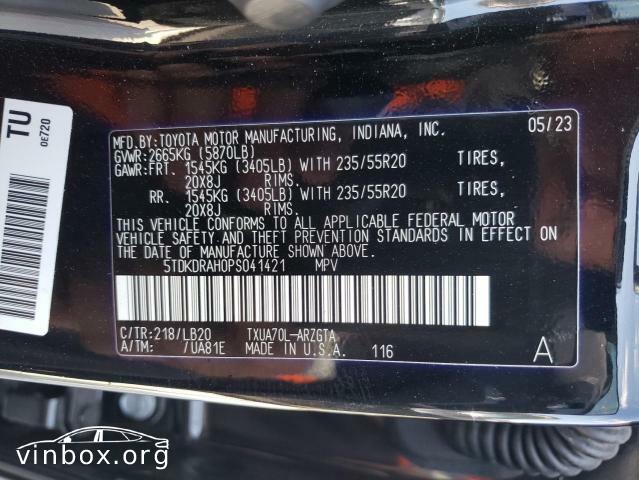 TU
0E720
MFD.BY:TOYOTA MOTOR MANUFACTURING, INDIANA, INC. 05/23
GVWR:2665KG (5870LB)
GAWR:FRT. 1545KG (3405LB) WITH 235/55R20 TIRES,
20X8J RIMS.
RR. 1545KG (3405LB) WITH 235/55R20 TIRES,
20X8J RIMS.
THIS VEHICLE CONFORMS TO ALL APPLICABLE FEDERAL MOTOR
VEHICLE SAFETY AND THEFT PREVENTION STANDARDS IN EFFECT ON
THE DATE OF MANUFACTURE SHOWN ABOVE.
5TDKDRAH0PS041421 MPV
C/TR:218/LB20 TXUA70L-ARZGTA
A/TM: /UA81E MADE IN U.S.A. 116 A
vinbox.org